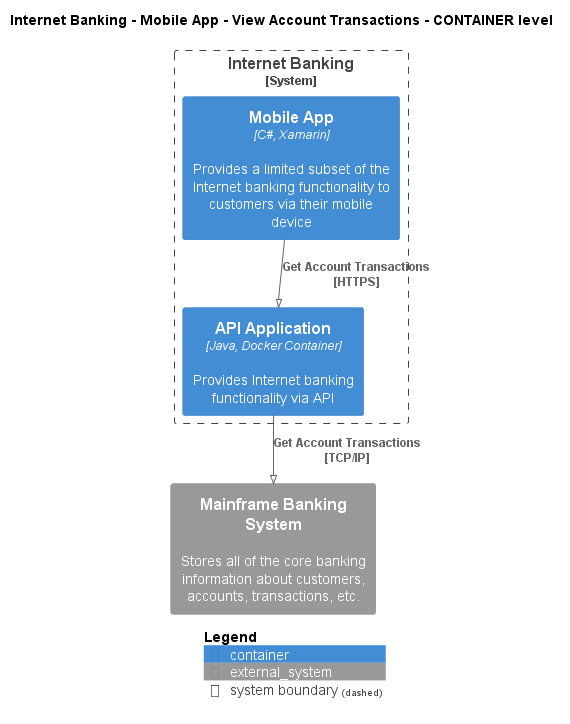 Internet Banking - Mobile App - View Account Transactions - CONTAINER level
Internet Banking
[System]
Mobile App
[C#, Xamarin]
Provides a limited subset of the
Internet banking functionality to
customers via their mobile
device
Get Account Transactions
[HTTPS]
API Application
[Java, Docker Container]
Provides Internet banking
functionality via API
Get Account Transactions
[TCP/IP]
Mainframe Banking
System
Stores all of the core banking
information about customers,
accounts, transactions, etc.
Legend
container
external_system
system boundary (dashed)